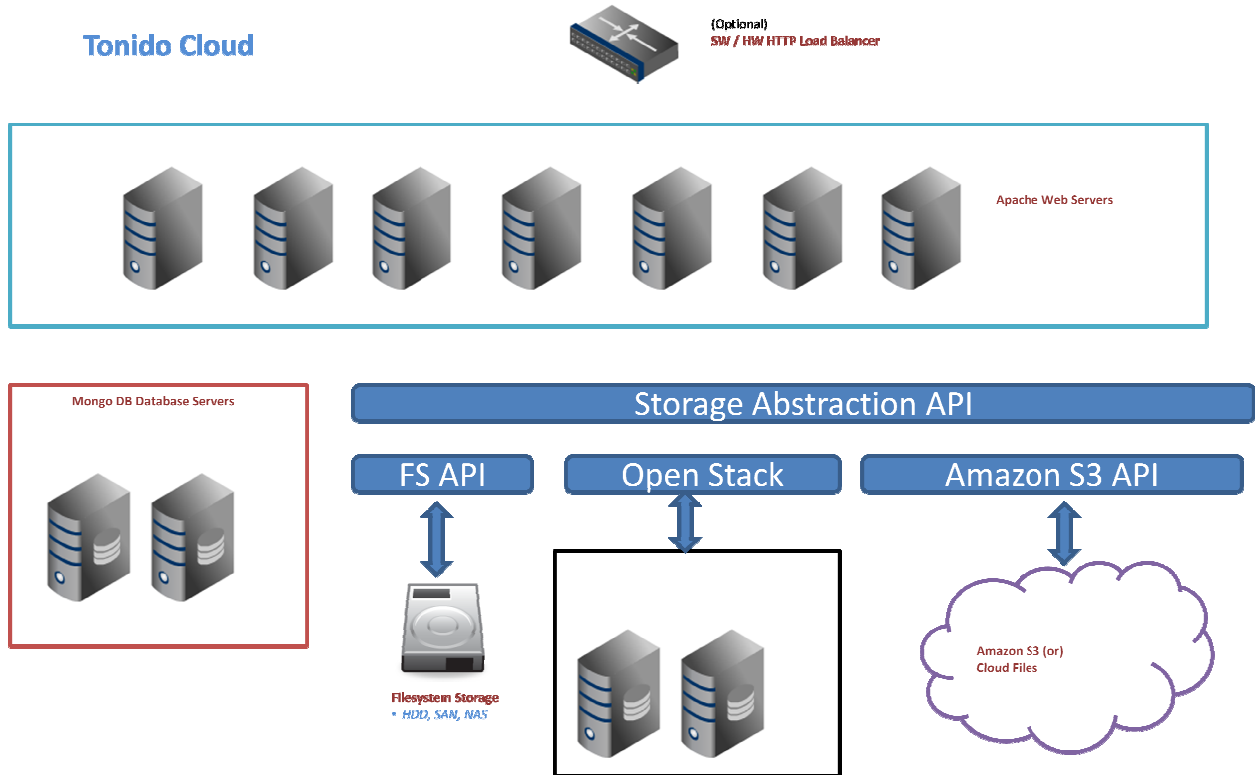 Tonido Cloud
(Optional)
SW / HW HTTP Load Balancer
Apache Web Servers
Mongo DB Database Servers
Storage Abstraction API
FS API
Open Stack
Amazon S3 API
Filesystem Storage
• HDD, SAN, NAS
Amazon S3 (or)
Cloud Files